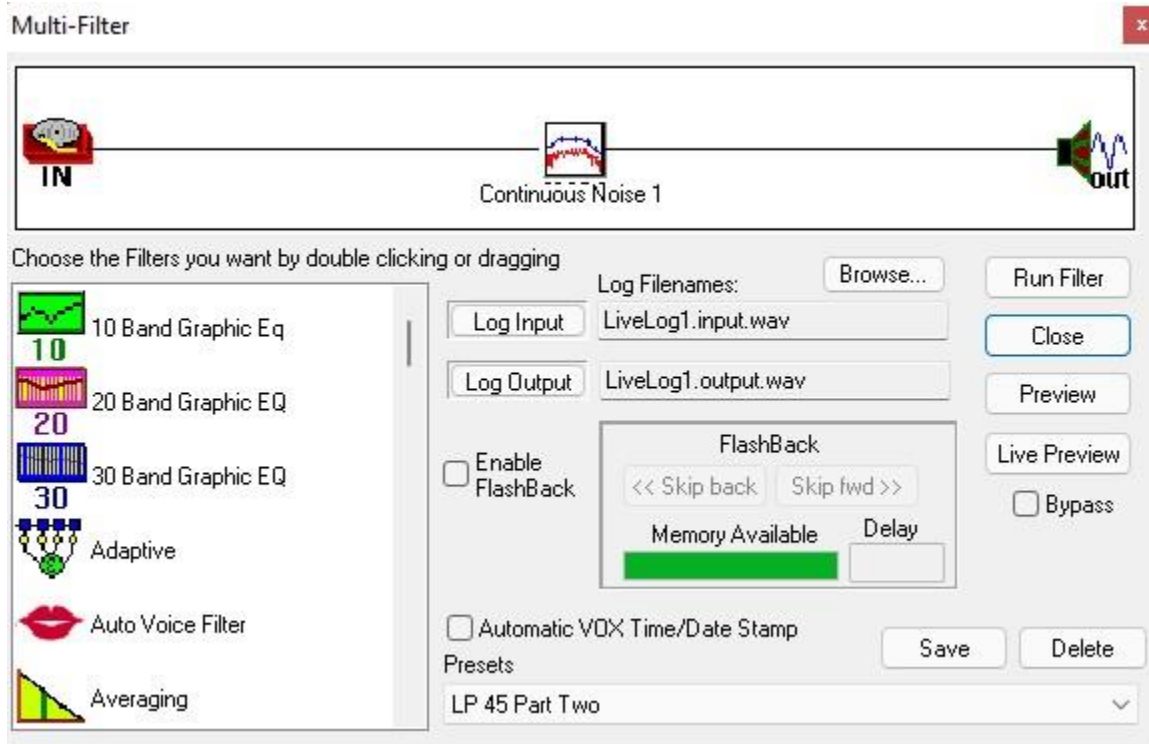 Multi-Filter
x
IN
out
Continuous Noise 1
Choose the Filters you want by double clicking or dragging
10
10 Band Graphic Eq
20
20 Band Graphic EQ
30
30 Band Graphic EQ
Adaptive
Auto Voice Filter
Averaging
Log Filenames:
Browse...
Log Input
LiveLog1.input.wav
Log Output
LiveLog1.output.wav
Enable
FlashBack
FlashBack
<< Skip back
Skip fwd >>
Memory Available
Delay
Run Filter
Close
Preview
Live Preview
Bypass
Automatic VOX Time/Date Stamp
Save
Delete
Presets
LP 45 Part Two